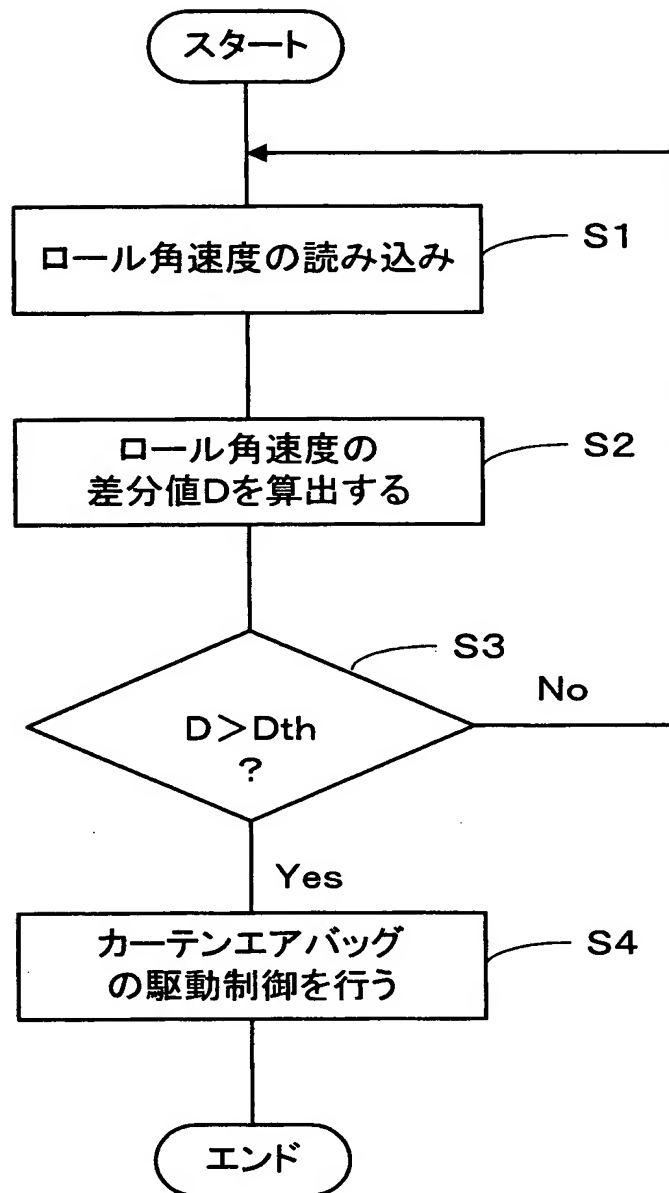 スタート
ロール角速度の読み込み
S1
ロール角速度の
差分値Dを算出する
S2
S3
D>Dth
?
No
Yes
カーテンエアバッグ
の駆動制御を行う
S4
エンド